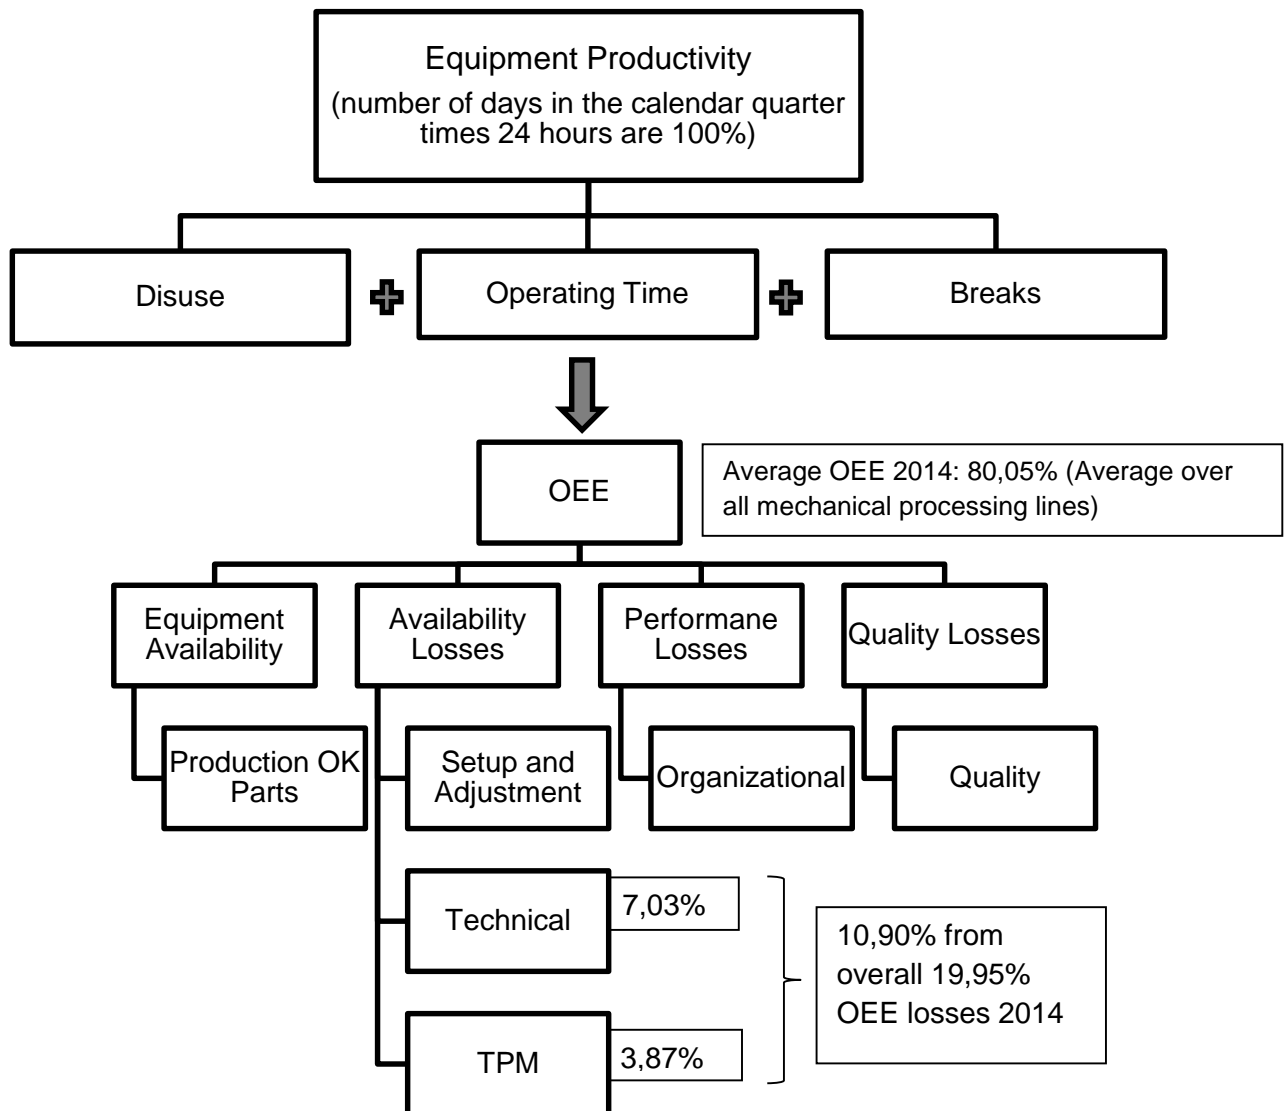 Equipment Productivity
(number of days in the calendar quarter
times 24 hours are 100%)
Disuse
Operating Time
Breaks
OEE
Average OEE 2014: 80,05% (Average over
all mechanical processing lines)
Equipment
Availability
Availability
Losses
Performane
Losses
Quality Losses
Production OK
Parts
Setup and
Adjustment
Organizational
Quality
Technical
7,03%
10,90% from
overall 19,95%
OEE losses 2014
TPM
3,87%